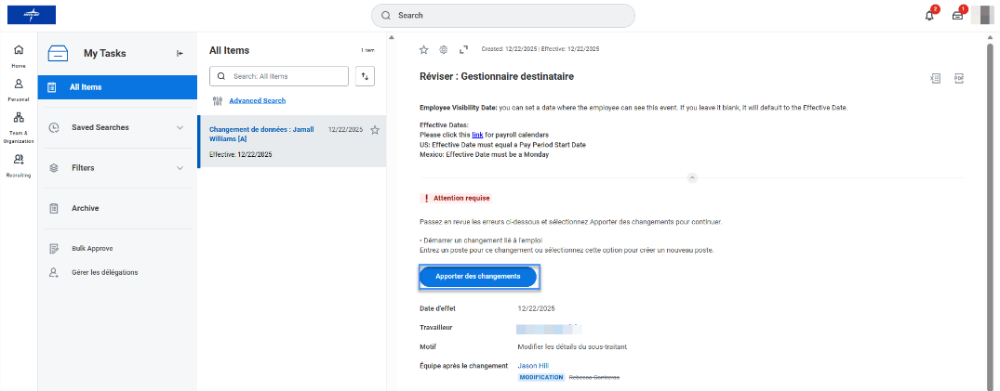 Search
2
1
Home
Personal
Team &
Organization
Recruiting
My Tasks
All Items
Saved Searches
Filters
Archive
Bulk Approve
Gérer les délégations
All Items
1 item
Search: All Items
Advanced Search
Changement de données : Jamall
Williams [A]
12/22/2025
Effective: 12/22/2025
Created: 12/22/2025 | Effective: 12/22/2025
Réviser : Gestionnaire destinataire
PDF
Employee Visibility Date: you can set a date where the employee can see this event. If you leave it blank, it will default to the Effective Date.
Effective Dates:
Please click this link for payroll calendars
US: Effective Date must equal a Pay Period Start Date
Mexico: Effective Date must be a Monday
! Attention requise
Passez en revue les erreurs ci-dessous et sélectionnez Apporter des changements pour continuer.
• Démarrer un changement lié à l'emploi
Entrez un poste pour ce changement ou sélectionnez cette option pour créer un nouveau poste.
Apporter des changements
Date d'effet 12/22/2025
Travailleur
Motif Modifier les détails du sous-traitant
Équipe après le changement Jason Hill
MODIFICATION Rebecca Contreras